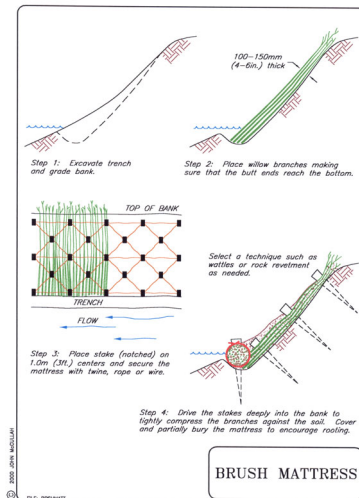 100-150mm
(4-6in.) thick
Step 1: Excavate trench
and grade bank.
Step 2: Place willow branches making
sure that the butt ends reach the bottom.
TOP OF BANK
TRENCH
FLOW
Select a technique such as
wattles or rock revetment
as needed.
Step 3: Place stake (notched) on
1.0m (3ft.) centers and secure the
mattress with twine, rope or wire.
Step 4: Drive the stakes deeply into the bank to
tightly compress the branches against the soil. Cover
and partially bury the mattress to encourage rooting.
BRUSH MATTRESS
© 2000 JOHN McCULLAH